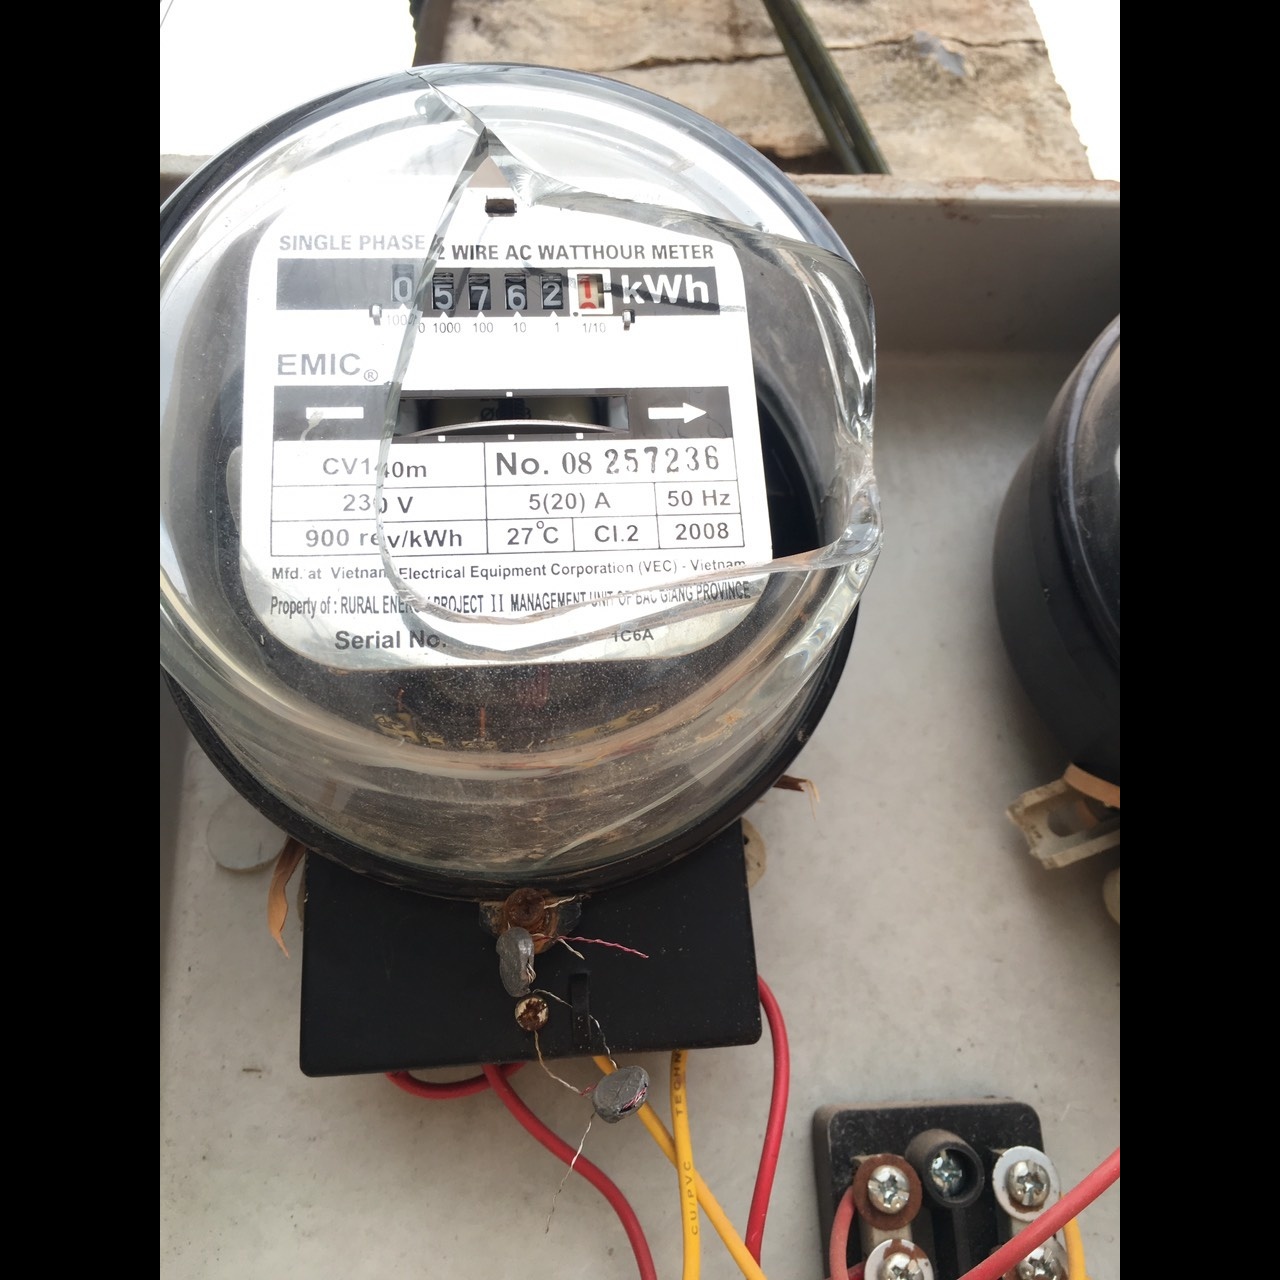 SINGLE PHASE 2 WIRE AC WATTHOUR METER
0 5 7 6 2 1 kWh
1000 100 10 1 1/10
EMIC®
CV140m No. 08 257236
230 V 5(20) A 50 Hz
900 rev/kWh 27°C Cl.2 2008
Mfd. at Vietnam Electrical Equipment Corporation (VEC) - Vietnam
Property of : RURAL ENERGY PROJECT II MANAGEMENT UNIT OF BAC GIANG PROVINCE
Serial No. 1C6A
CU/PVC